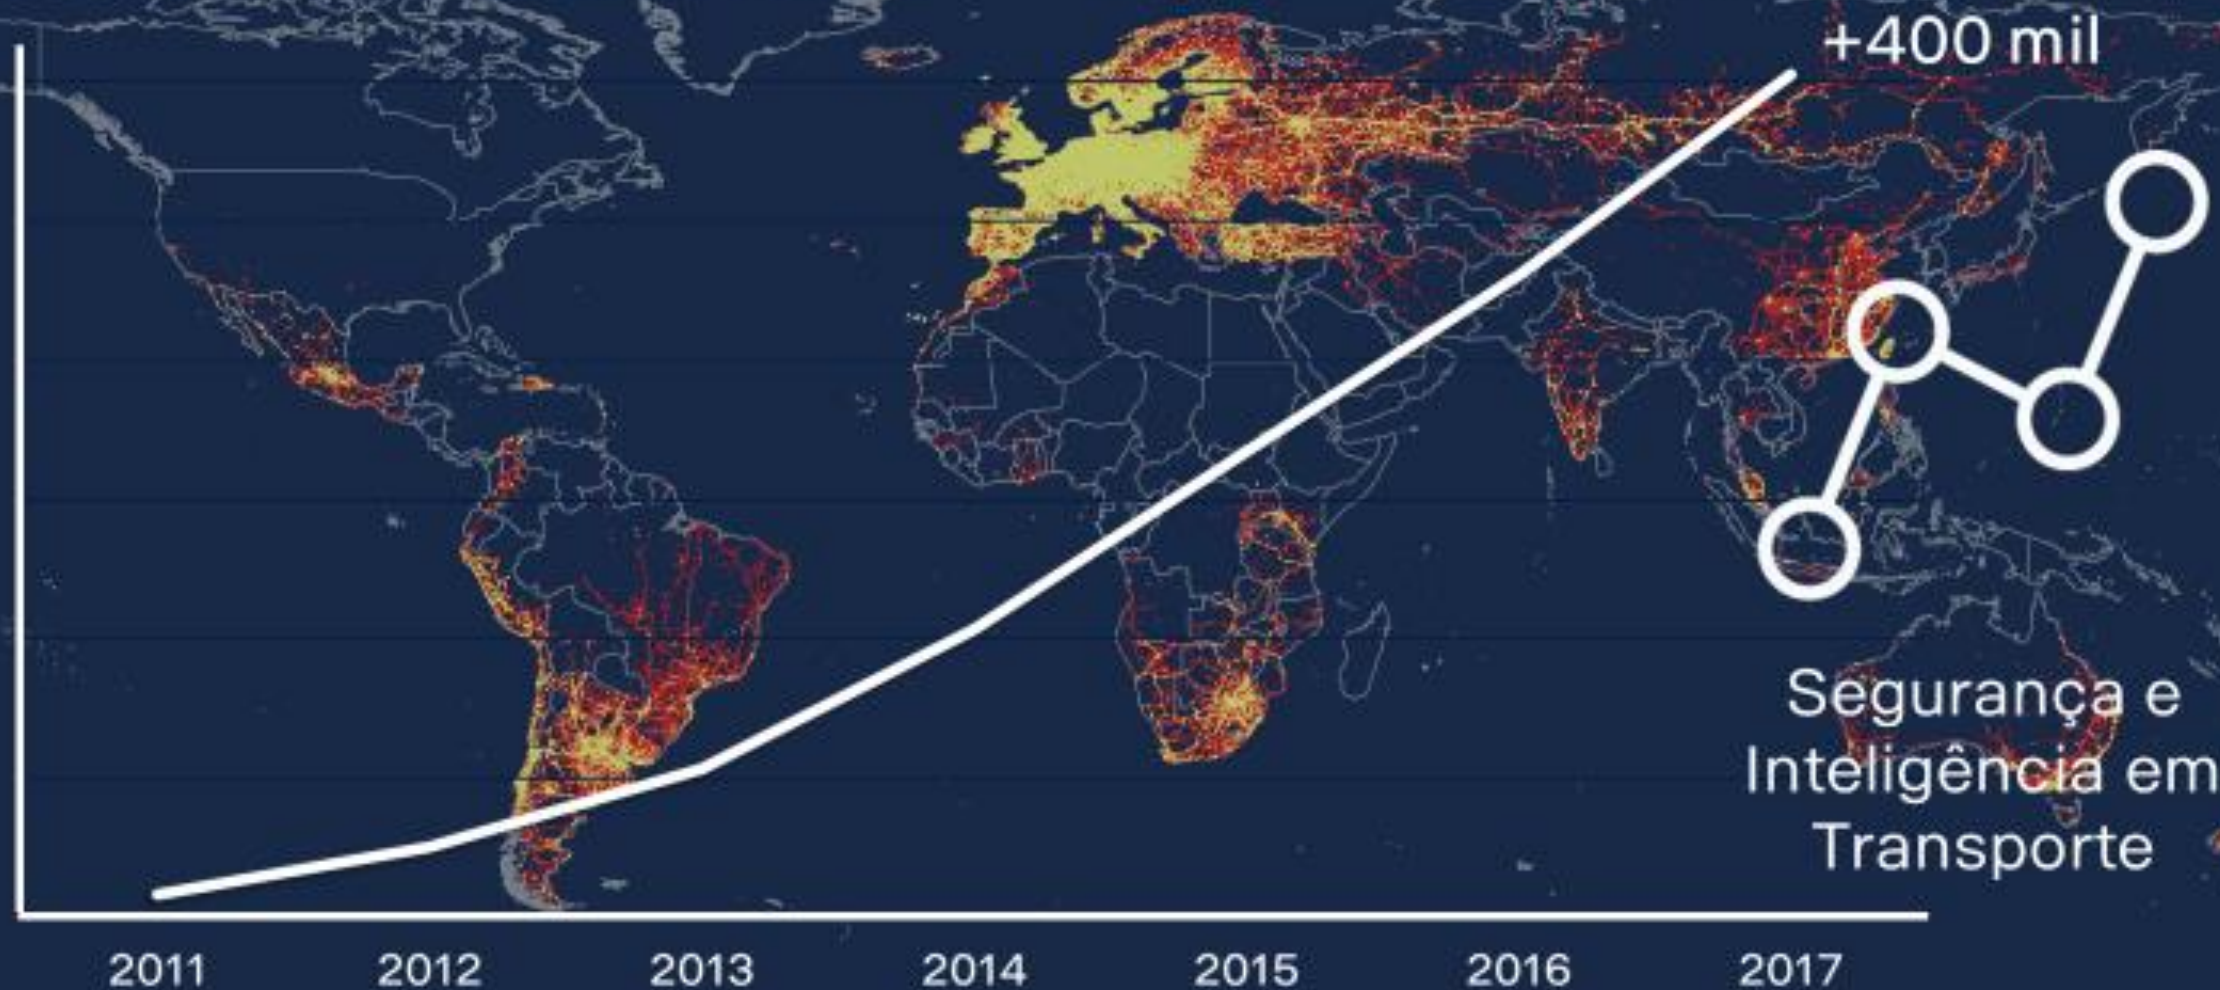 +400 mil
Segurança e
Inteligência em
Transporte
2011 2012 2013 2014 2015 2016 2017